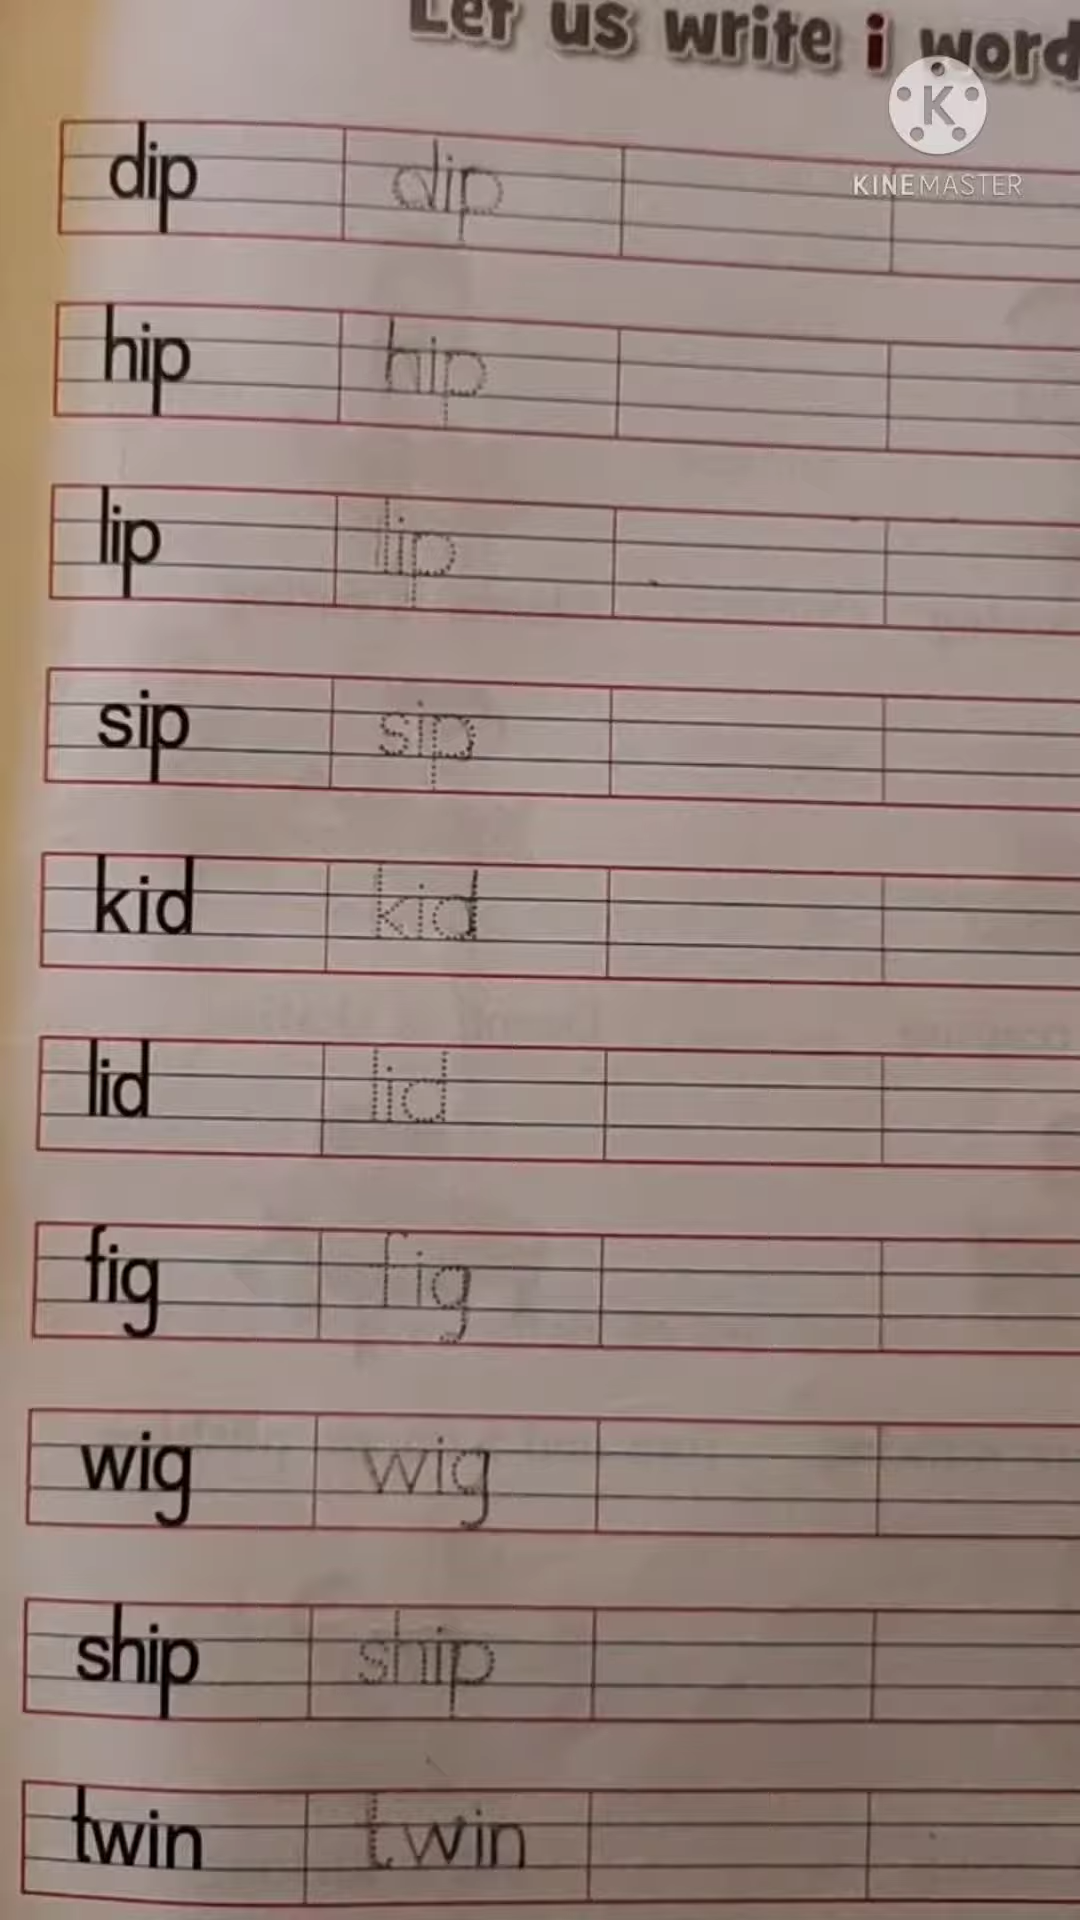 Let us write i word
KINEMASTER
dip dip
hip hip
lip lip
sip sip
kid kid
lid lid
fig fig
wig wig
ship ship
twin twin